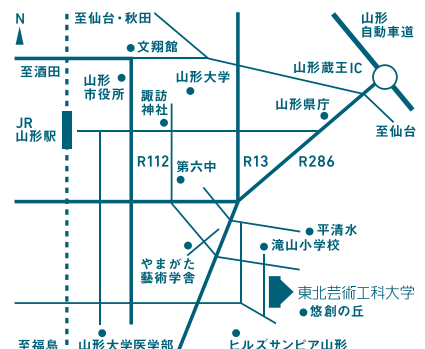 N
至仙台・秋田
山形
自動車道
文翔館
至酒田
山形蔵王IC
山形大学
山形
市役所
諏訪
神社
山形県庁
JR
山形駅
至仙台
R112
第六中
R13
R286
平清水
滝山小学校
やまがた
藝術学舎
東北芸術工科大学
悠創の丘
至福島
山形大学医学部
ヒルズサンピア山形